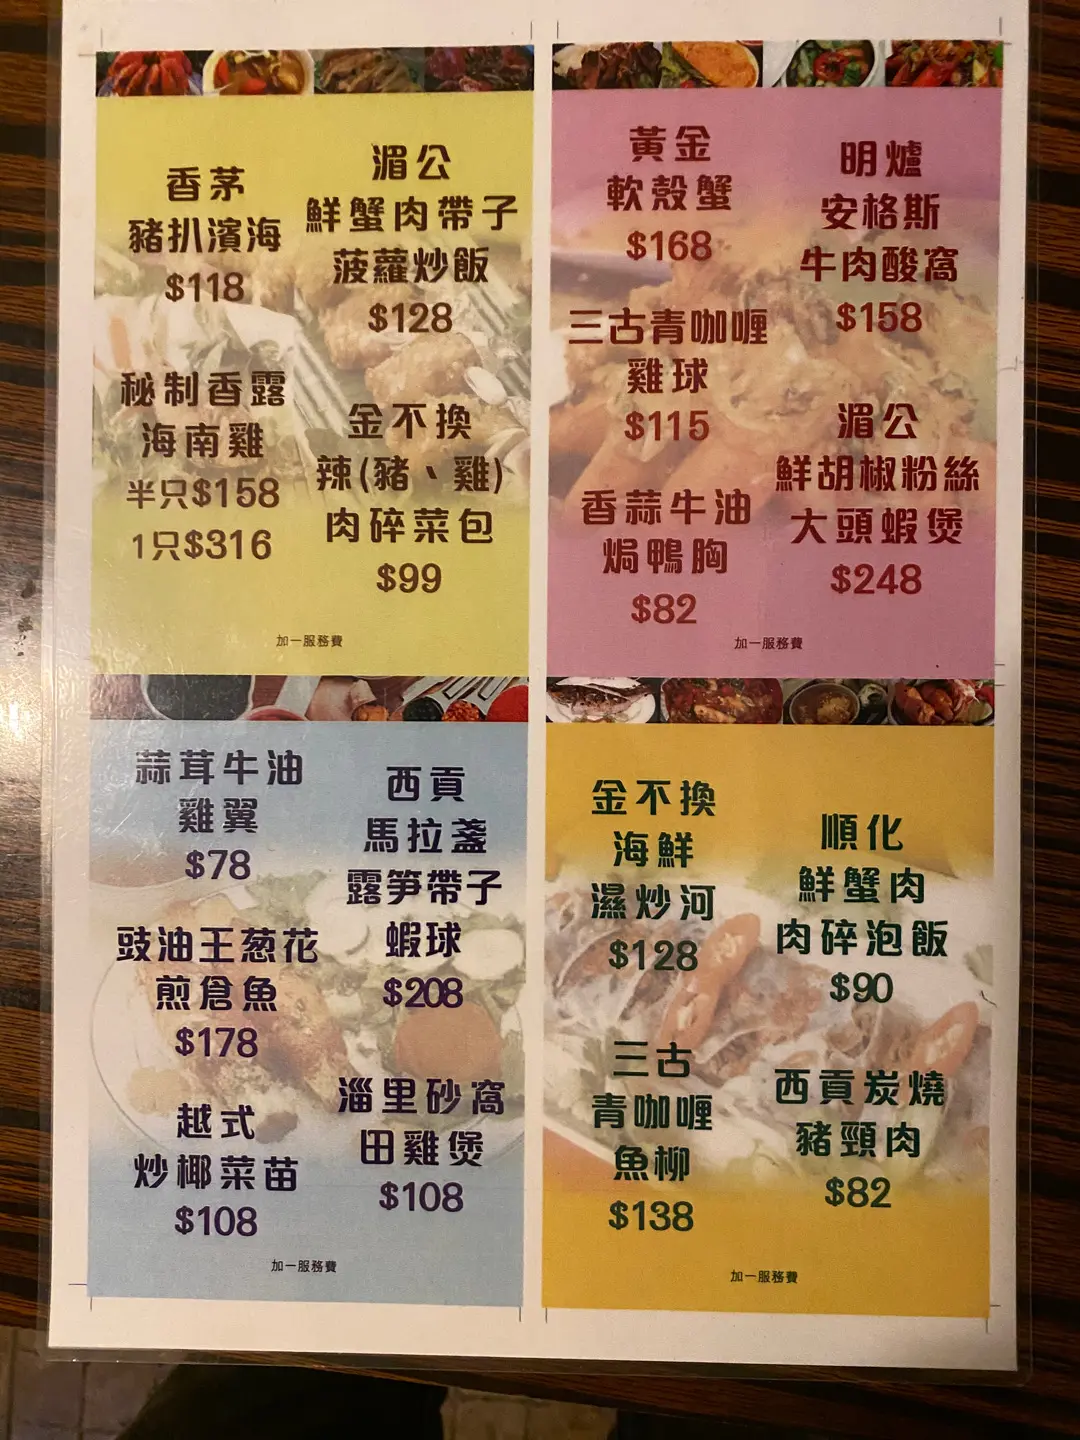 香茅
豬扒濱海
$118
秘制香露
海南雞
半只$158
1只$316
湄公
鮮蟹肉帶子
菠蘿炒飯
$128
金不換
辣(豬、雞)
肉碎菜包
$99
加一服務費
黃金
軟殼蟹
$168
三古青咖喱
雞球
$115
香蒜牛油
焗鴨胸
$82
明爐
安格斯
牛肉酸窩
$158
湄公
鮮胡椒粉絲
大頭蝦煲
$248
加一服務費
蒜茸牛油
雞翼
$78
豉油王葱花
煎倉魚
$178
越式
炒椰菜苗
$108
西貢
馬拉盞
露笋帶子
蝦球
$208
淄里砂窩
田雞煲
$108
加一服務費
金不換
海鮮
濕炒河
$128
三古
青咖喱
魚柳
$138
順化
鮮蟹肉
肉碎泡飯
$90
西貢炭燒
豬頸肉
$82
加一服務費